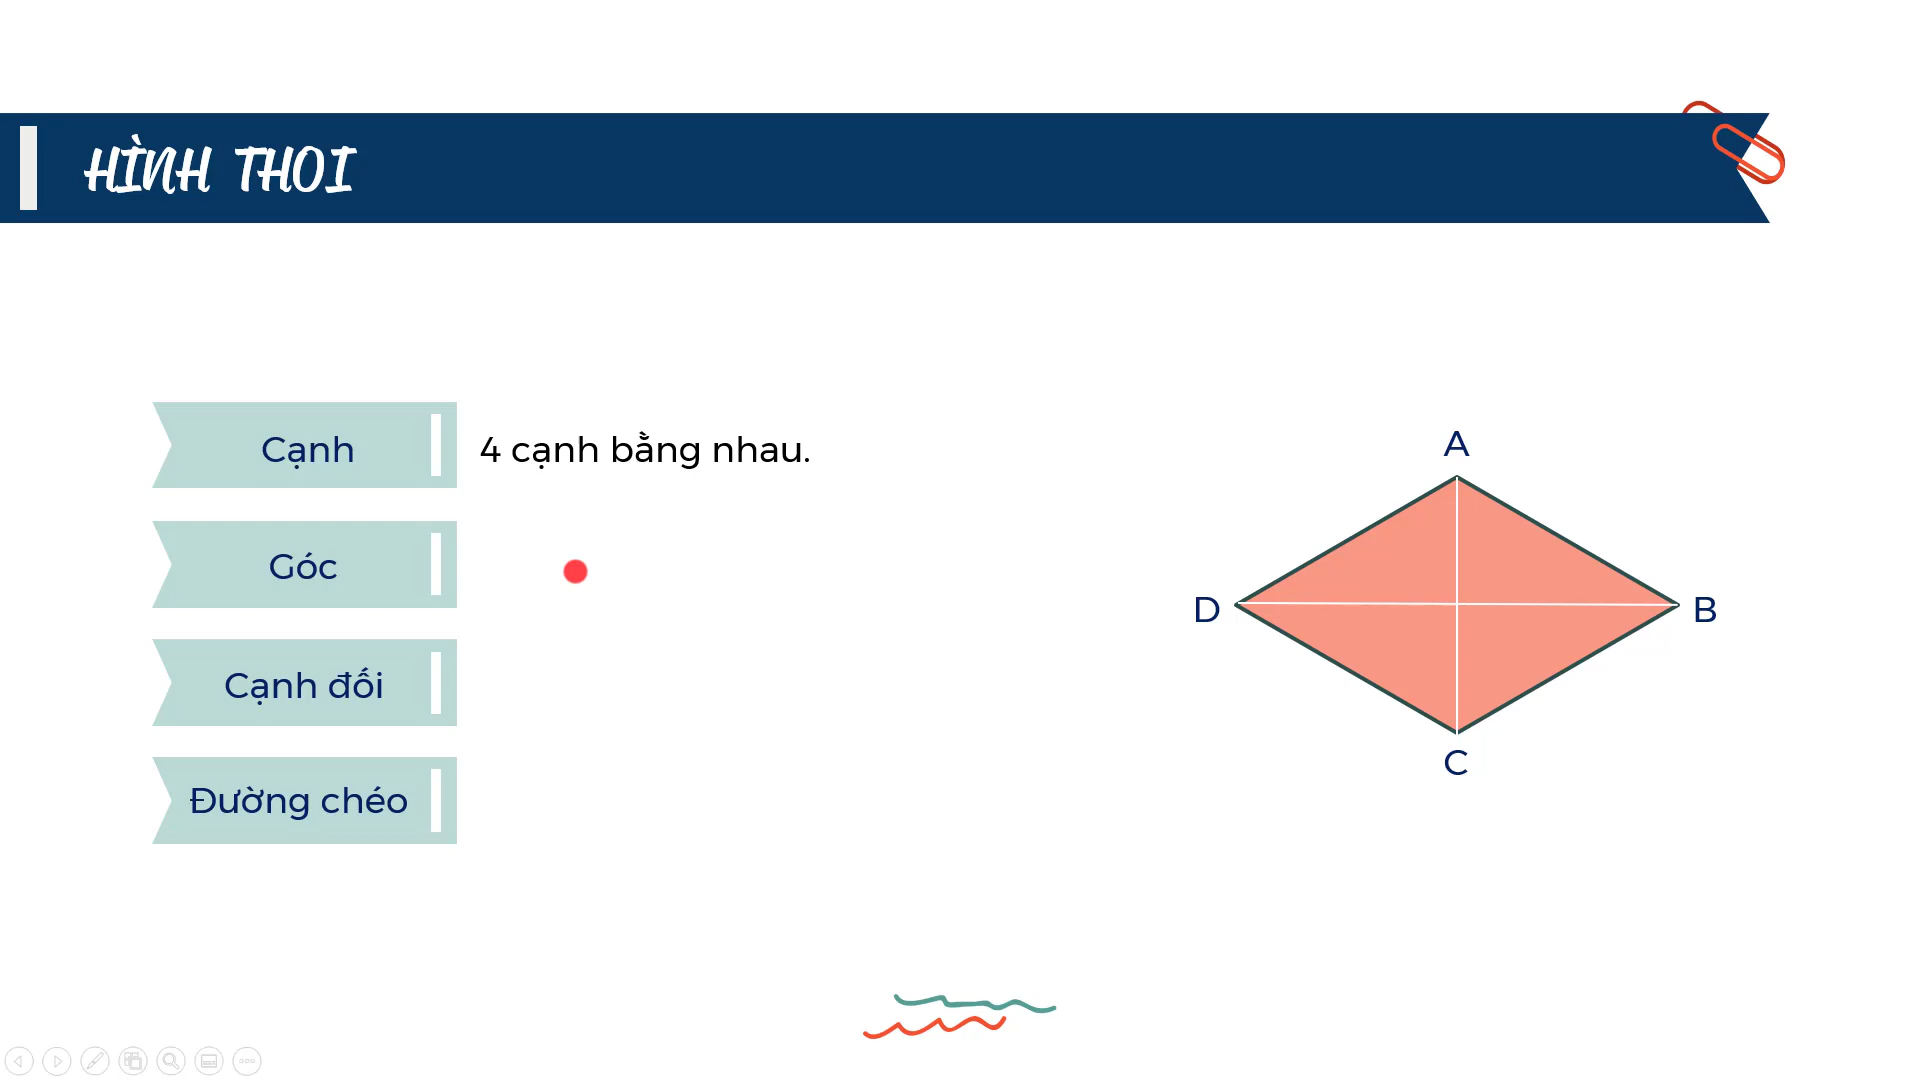 HÌNH THOI
Cạnh
4 cạnh bằng nhau.
Góc
Cạnh đối
Đường chéo
A
D
B
C